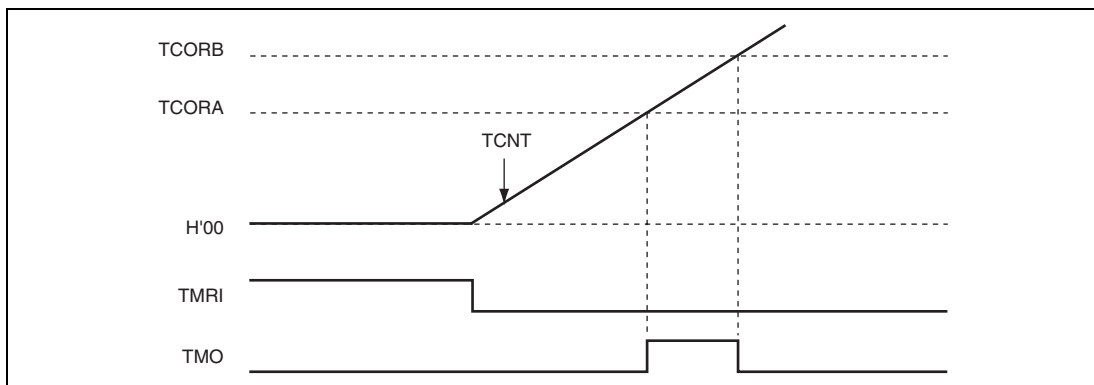 TCORB
TCORA
TCNT
H'00
TMRI
TMO